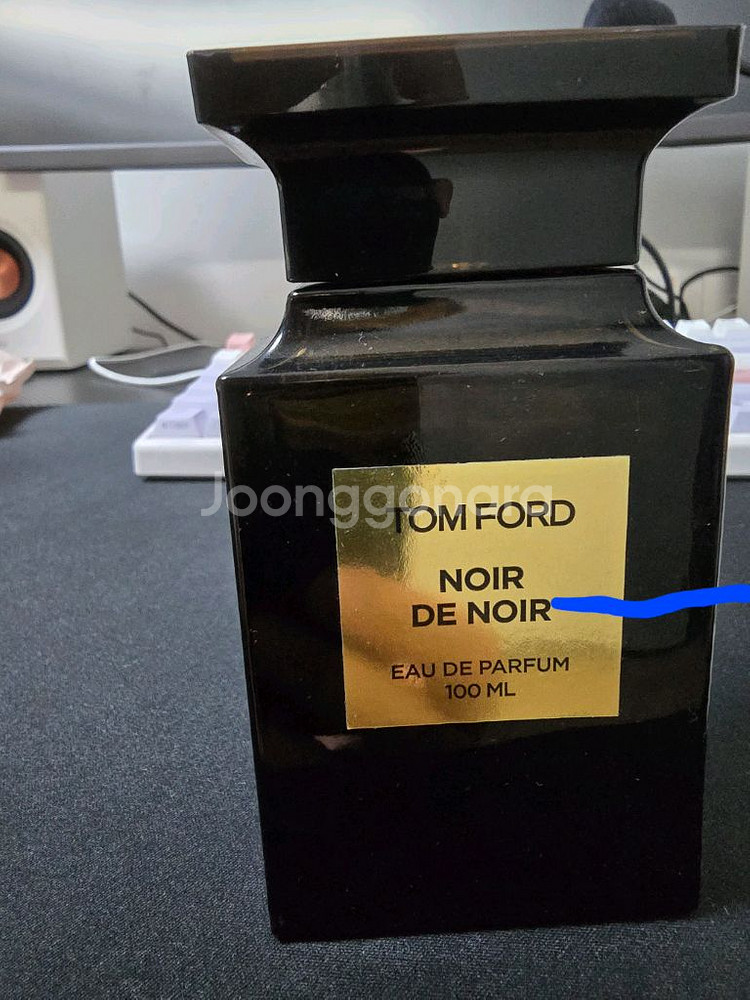 Joonggonara
TOM FORD
NOIR
DE NOIR
EAU DE PARFUM
100 ML